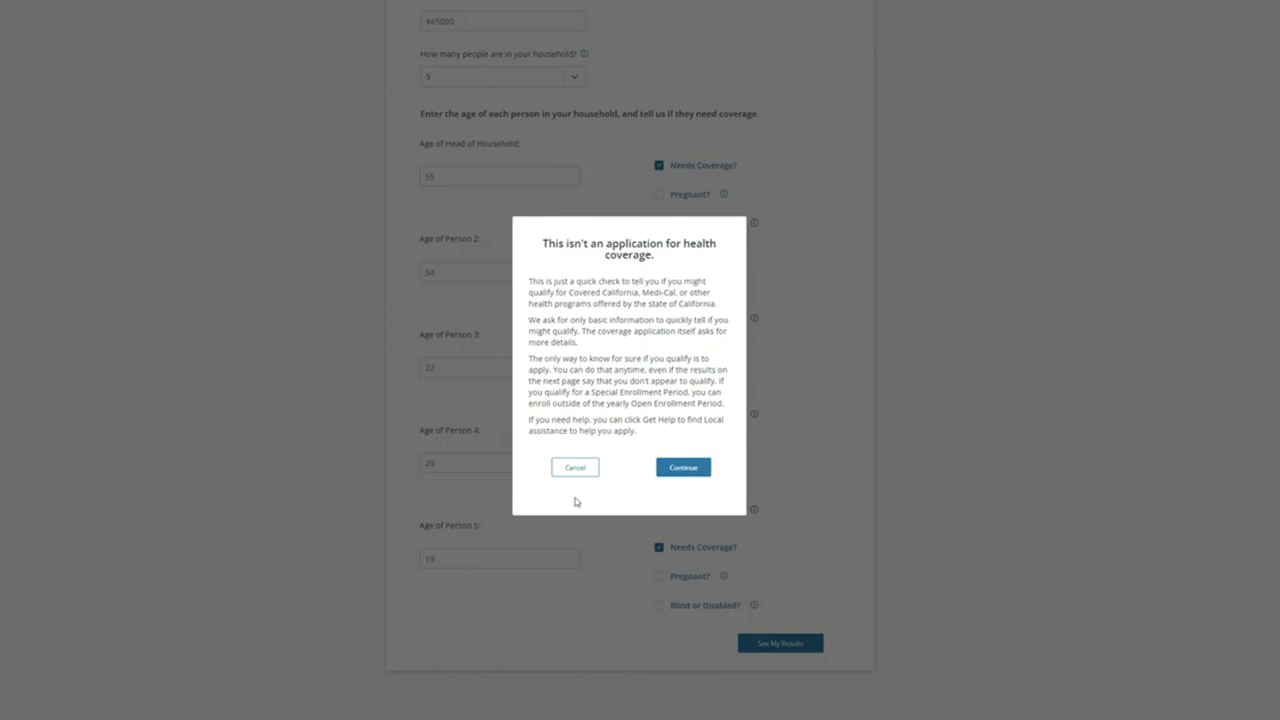 $65000
How many people are in your household?
5
Enter the age of each person in your household, and tell us if they need coverage.
Age of Head of Household:
Needs Coverage?
55
Pregnant?
This isn't an application for health
coverage.
Age of Person 2:
54
This is just a quick check to tell you if you might
qualify for Covered California, Medi-Cal, or other
health programs offered by the state of California.
We ask for only basic information to quickly tell if you
might qualify. The coverage application itself asks for
more details.
Age of Person 3:
22
The only way to know for sure if you qualify is to
apply. You can do that anytime, even if the results on
the next page say that you don't appear to qualify. If
you qualify for a Special Enrollment Period, you can
enroll outside of the yearly Open Enrollment Period.
If you need help, you can click Get Help to find Local
assistance to help you apply.
Age of Person 4:
20
Cancel
Continue
Age of Person 5:
Needs Coverage?
19
Pregnant?
Blind or Disabled?
See My Results